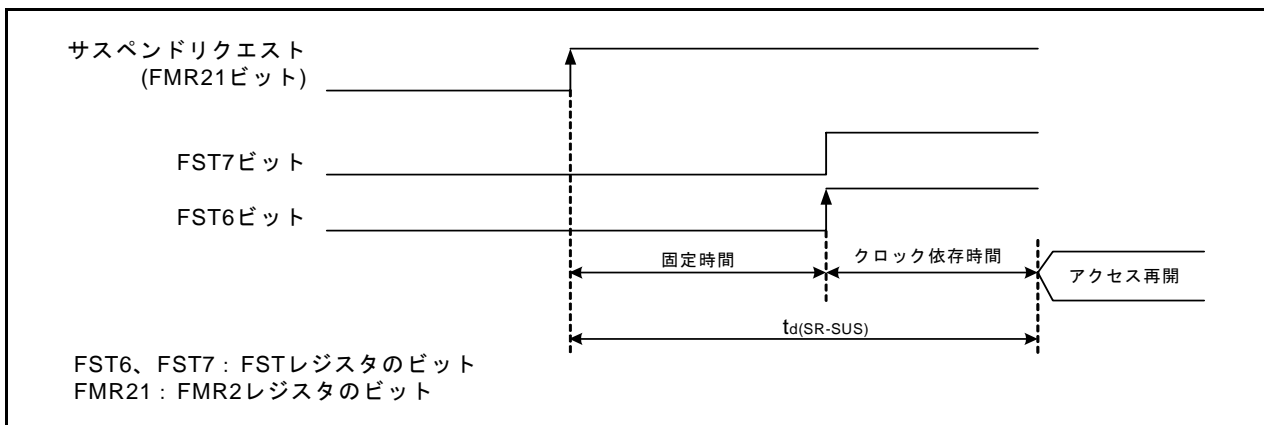 サスペンドリクエスト
(FMR21ビット)
FST7ビット
FST6ビット
固定時間
クロック依存時間
アクセス再開
td(SR-SUS)
FST6、FST7：FSTレジスタのビット
FMR21：FMR2レジスタのビット